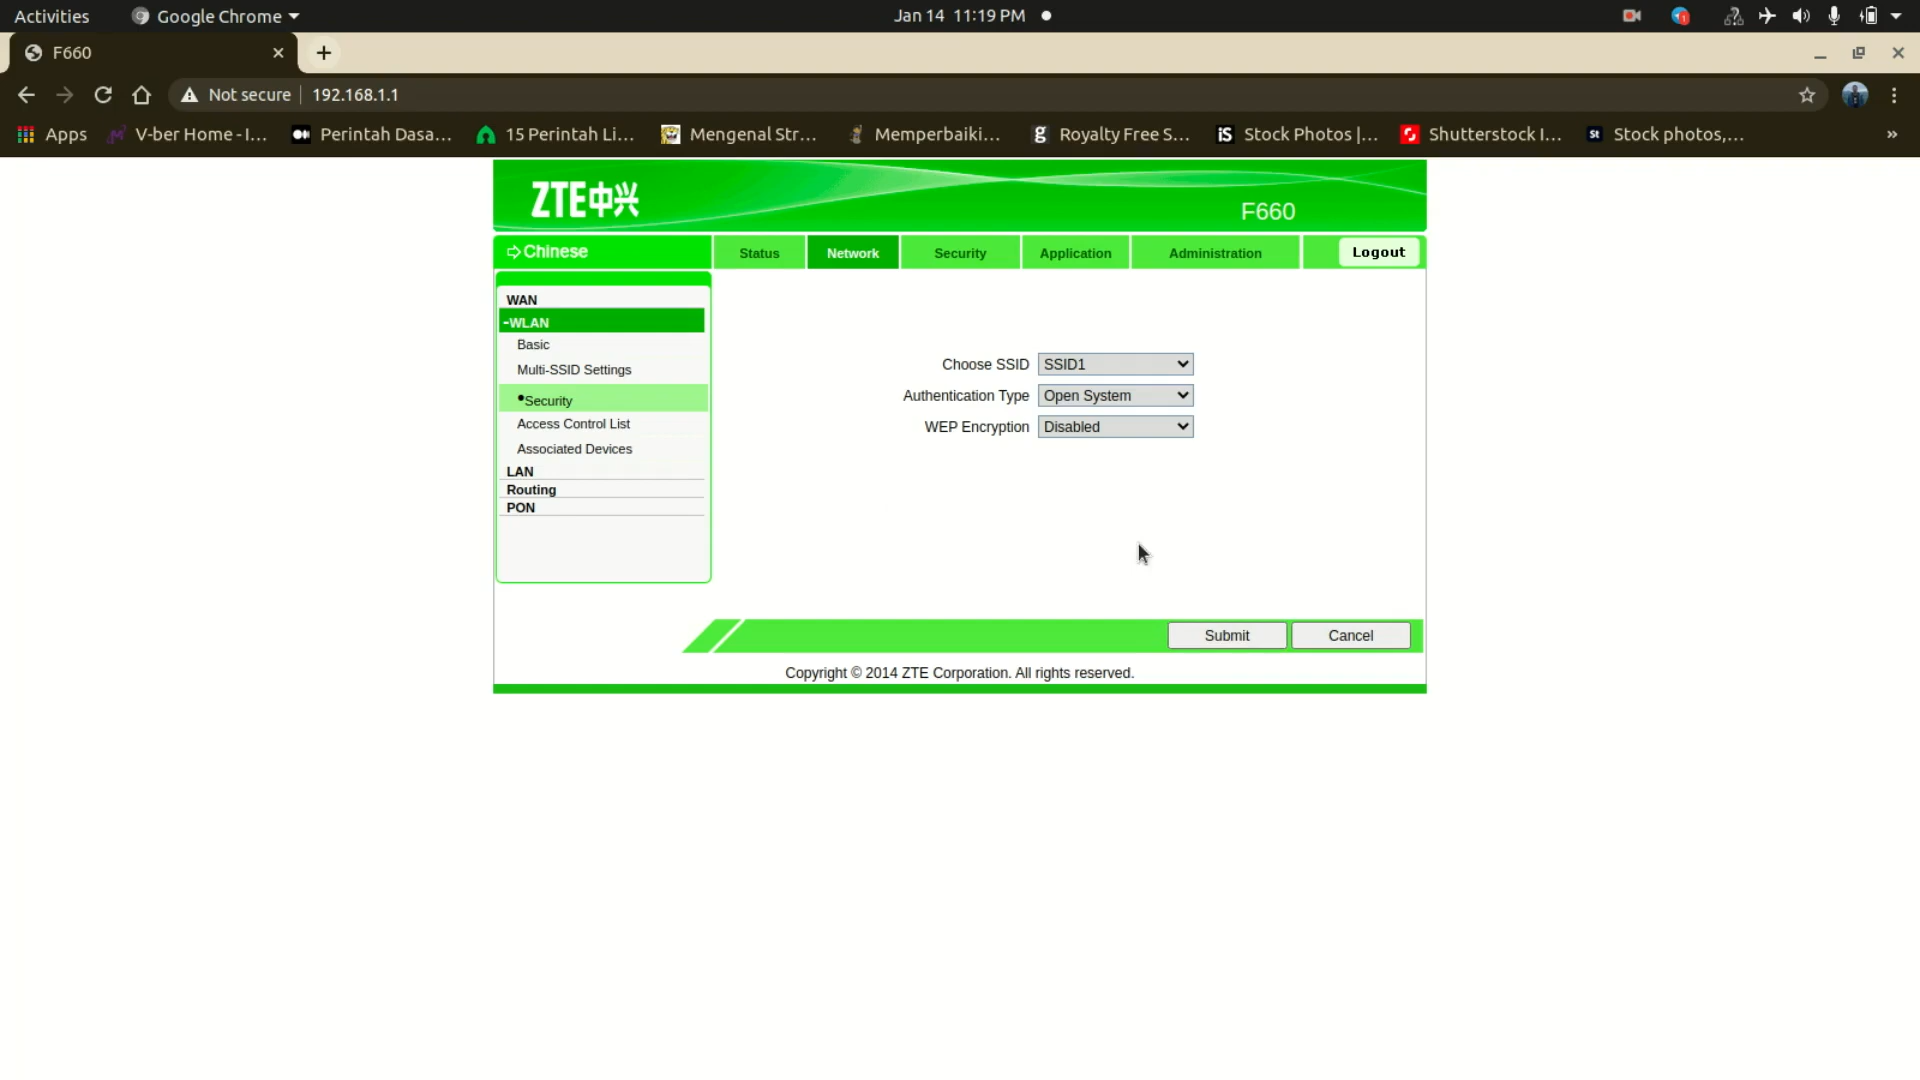 Activities Google Chrome Jan 14 11:19 PM
F660
Not secure 192.168.1.1
Apps V-ber Home - I... Perintah Dasa... 15 Perintah Li... Mengenal Str... Memperbaiki... Royalty Free S... Stock Photos |... Shutterstock I... Stock photos,... »
ZTE中兴
F660
Chinese Status Network Security Application Administration Logout
WAN
-WLAN
Basic
Multi-SSID Settings
Security
Access Control List
Associated Devices
LAN
Routing
PON
Choose SSID SSID1
Authentication Type Open System
WEP Encryption Disabled
Submit Cancel
Copyright © 2014 ZTE Corporation. All rights reserved.